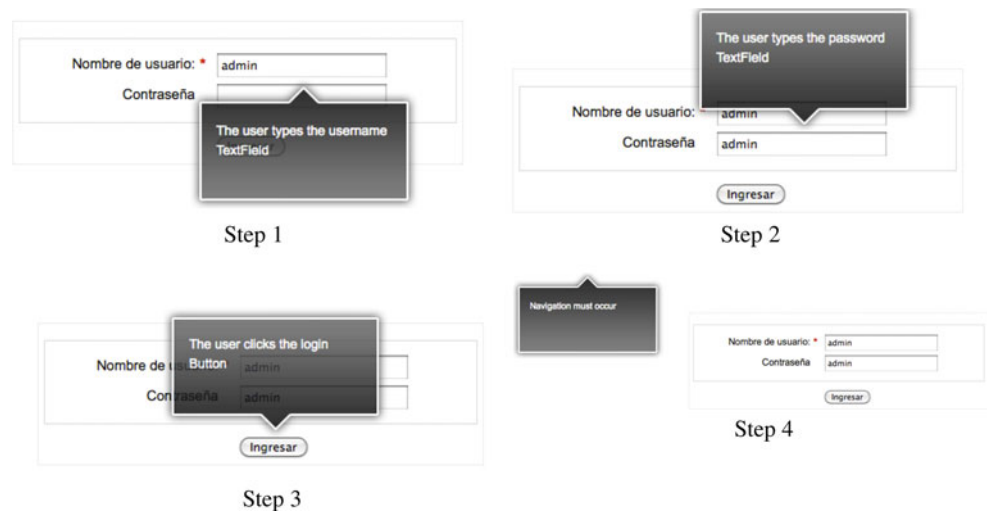 Nombre de usuario: * admin
Contraseña
The user types the username
TextField
Step 1
The user types the password
TextField
Nombre de usuario: * admin
Contraseña admin
Ingresar
Step 2
The user clicks the login
Button
Nombre de usuario: admin
Contraseña admin
Ingresar
Step 3
Navigation must occur
Nombre de usuario: * admin
Contraseña admin
Ingresar
Step 4